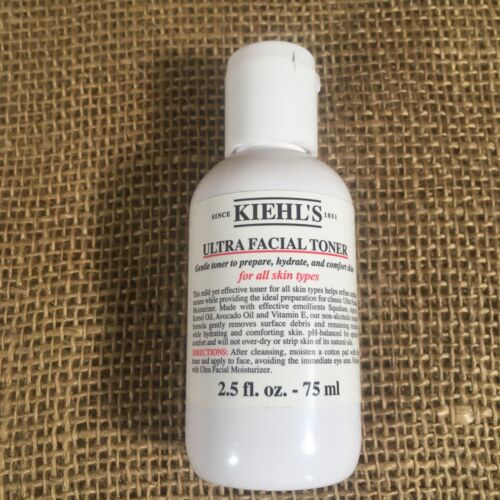 SINCE KIEHL'S 1851
ULTRA FACIAL TONER
Gentle toner to prepare, hydrate, and comfort skin
for all skin types
This mild yet effective toner for all skin types helps refine
texture while providing the ideal preparation for classic Ultra
Moisturizer. Made with effective emollients Squalane,
Kernel Oil, Avocado Oil and Vitamin E, our non-alcoholic
formula gently removes surface debris and remaining
while hydrating and comforting skin. pH-balanced for
comfort and will not over-dry or strip skin of its natural
DIRECTIONS: After cleansing, moisten a cotton pad with
toner and apply to face, avoiding the immediate eye area.
with Ultra Facial Moisturizer.
2.5 fl. oz. - 75 ml